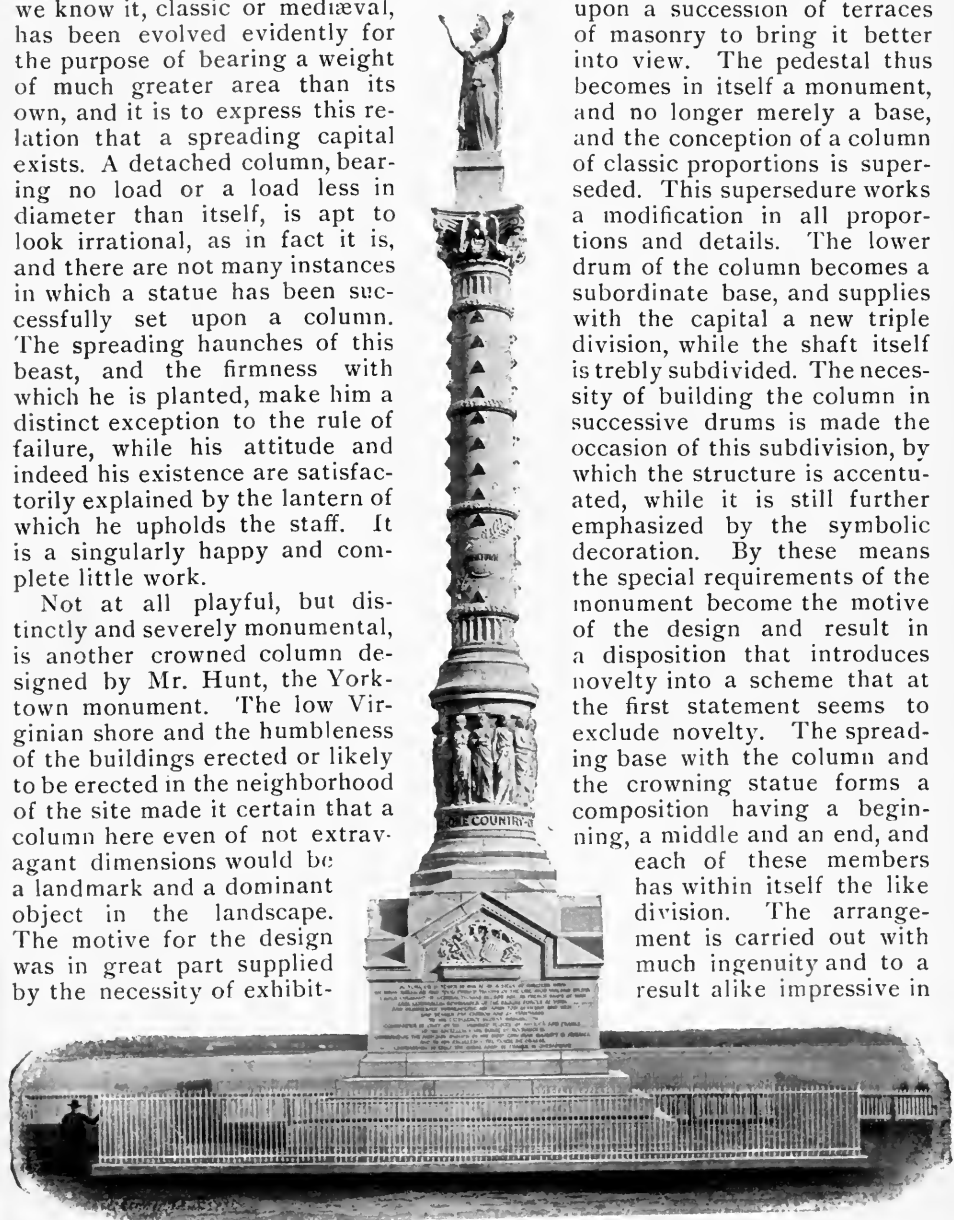 we know it, classic or mediæval,
has been evolved evidently for
the purpose of bearing a weight
of much greater area than its
own, and it is to express this re-
lation that a spreading capital
exists. A detached column, bear-
ing no load or a load less in
diameter than itself, is apt to
look irrational, as in fact it is,
and there are not many instances
in which a statue has been suc-
cessfully set upon a column.
The spreading haunches of this
beast, and the firmness with
which he is planted, make him a
distinct exception to the rule of
failure, while his attitude and
indeed his existence are satisfac-
torily explained by the lantern of
which he upholds the staff. It
is a singularly happy and com-
plete little work.
Not at all playful, but dis-
tinctly and severely monumental,
is another crowned column de-
signed by Mr. Hunt, the York-
town monument. The low Vir-
ginian shore and the humbleness
of the buildings erected or likely
to be erected in the neighborhood
of the site made it certain that a
column here even of not extrav-
agant dimensions would be
a landmark and a dominant
object in the landscape.
The motive for the design
was in great part supplied
by the necessity of exhibit-
ONE COUNTRY
upon a succession of terraces
of masonry to bring it better
into view. The pedestal thus
becomes in itself a monument,
and no longer merely a base,
and the conception of a column
of classic proportions is super-
seded. This supersedure works
a modification in all propor-
tions and details. The lower
drum of the column becomes a
subordinate base, and supplies
with the capital a new triple
division, while the shaft itself
is trebly subdivided. The neces-
sity of building the column in
successive drums is made the
occasion of this subdivision, by
which the structure is accentu-
ated, while it is still further
emphasized by the symbolic
decoration. By these means
the special requirements of the
monument become the motive
of the design and result in
a disposition that introduces
novelty into a scheme that at
the first statement seems to
exclude novelty. The spread-
ing base with the column and
the crowning statue forms a
composition having a begin-
ning, a middle and an end, and
each of these members
has within itself the like
division. The arrange-
ment is carried out with
much ingenuity and to a
result alike impressive in